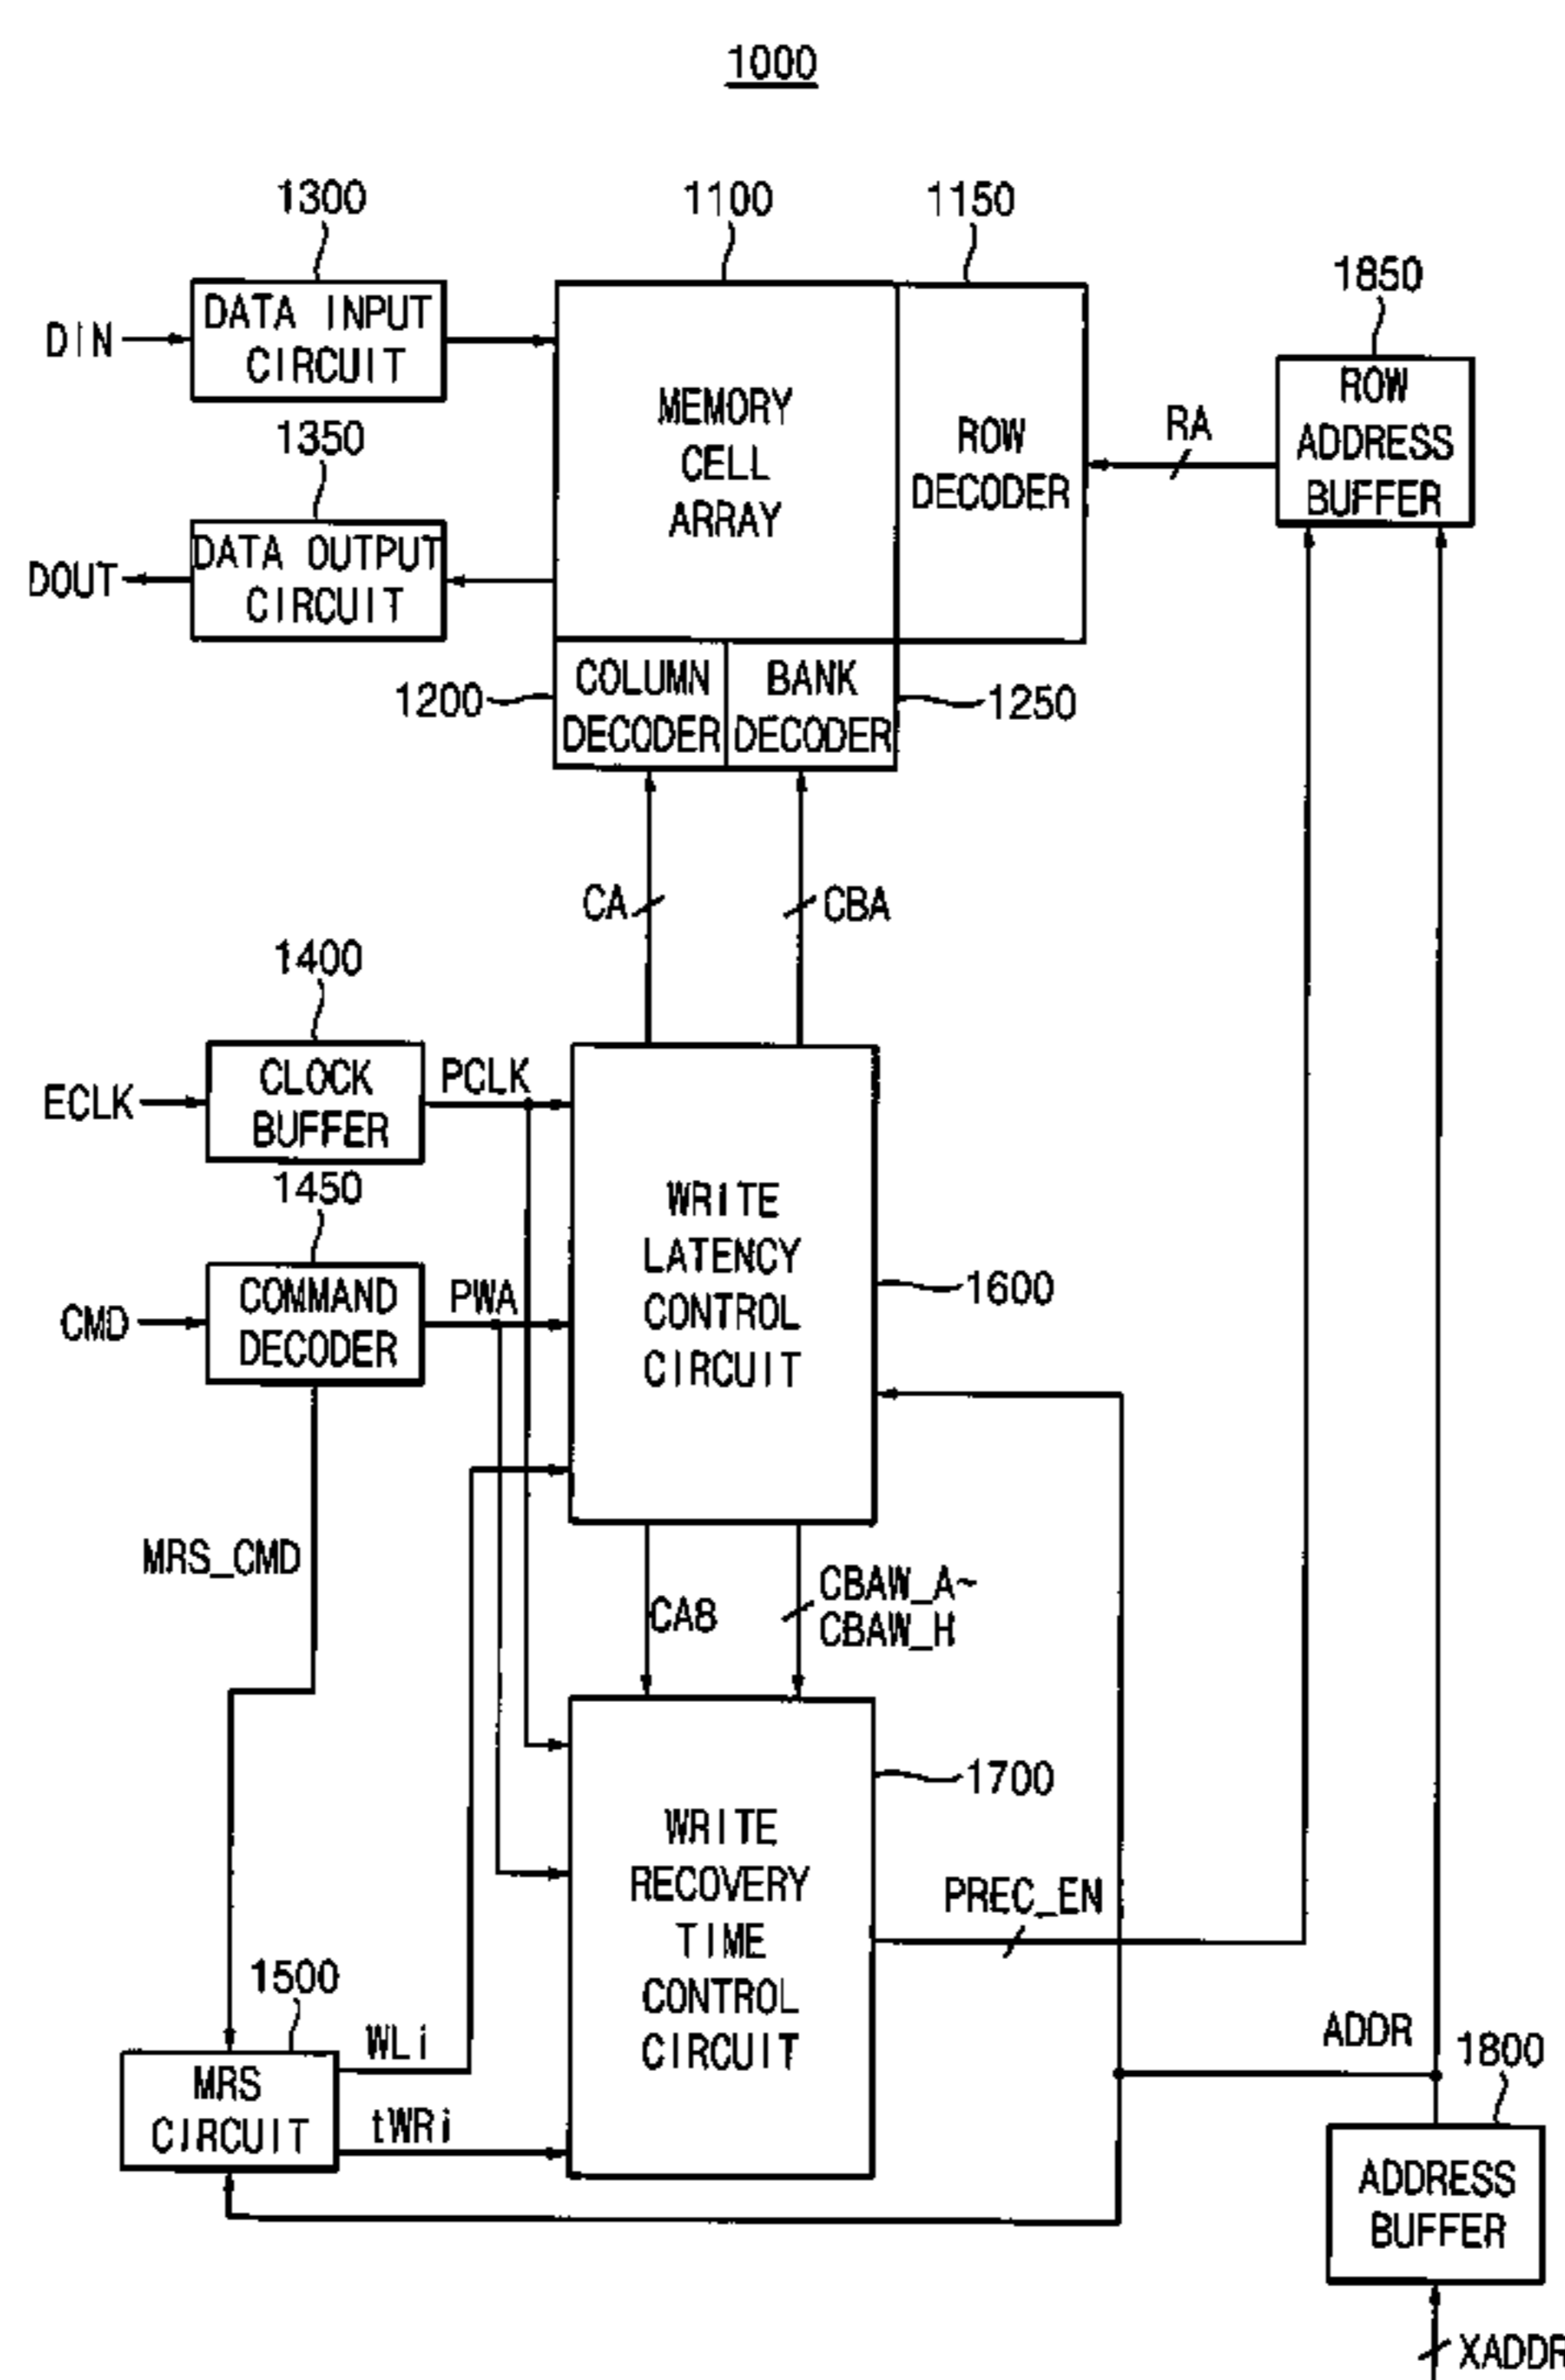 1000
1300
1100
1150
1850
DIN
DATA INPUT
CIRCUIT
1350
DOUT
DATA OUTPUT
CIRCUIT
MEMORY
CELL
ARRAY
ROW
DECODER
RA
ROW
ADDRESS
BUFFER
1200
COLUMN
DECODER
BANK
DECODER
1250
CA
CBA
1400
ECLK
CLOCK
BUFFER
PCLK
1450
CMD
COMMAND
DECODER
PWA
WRITE
LATENCY
CONTROL
CIRCUIT
1600
MRS_CMD
CA8
CBAW_A~
CBAW_H
1700
WRITE
RECOVERY
TIME
CONTROL
CIRCUIT
PREC_EN
1500
MRS
CIRCUIT
WLi
tWRi
ADDR
1800
ADDRESS
BUFFER
XADDR